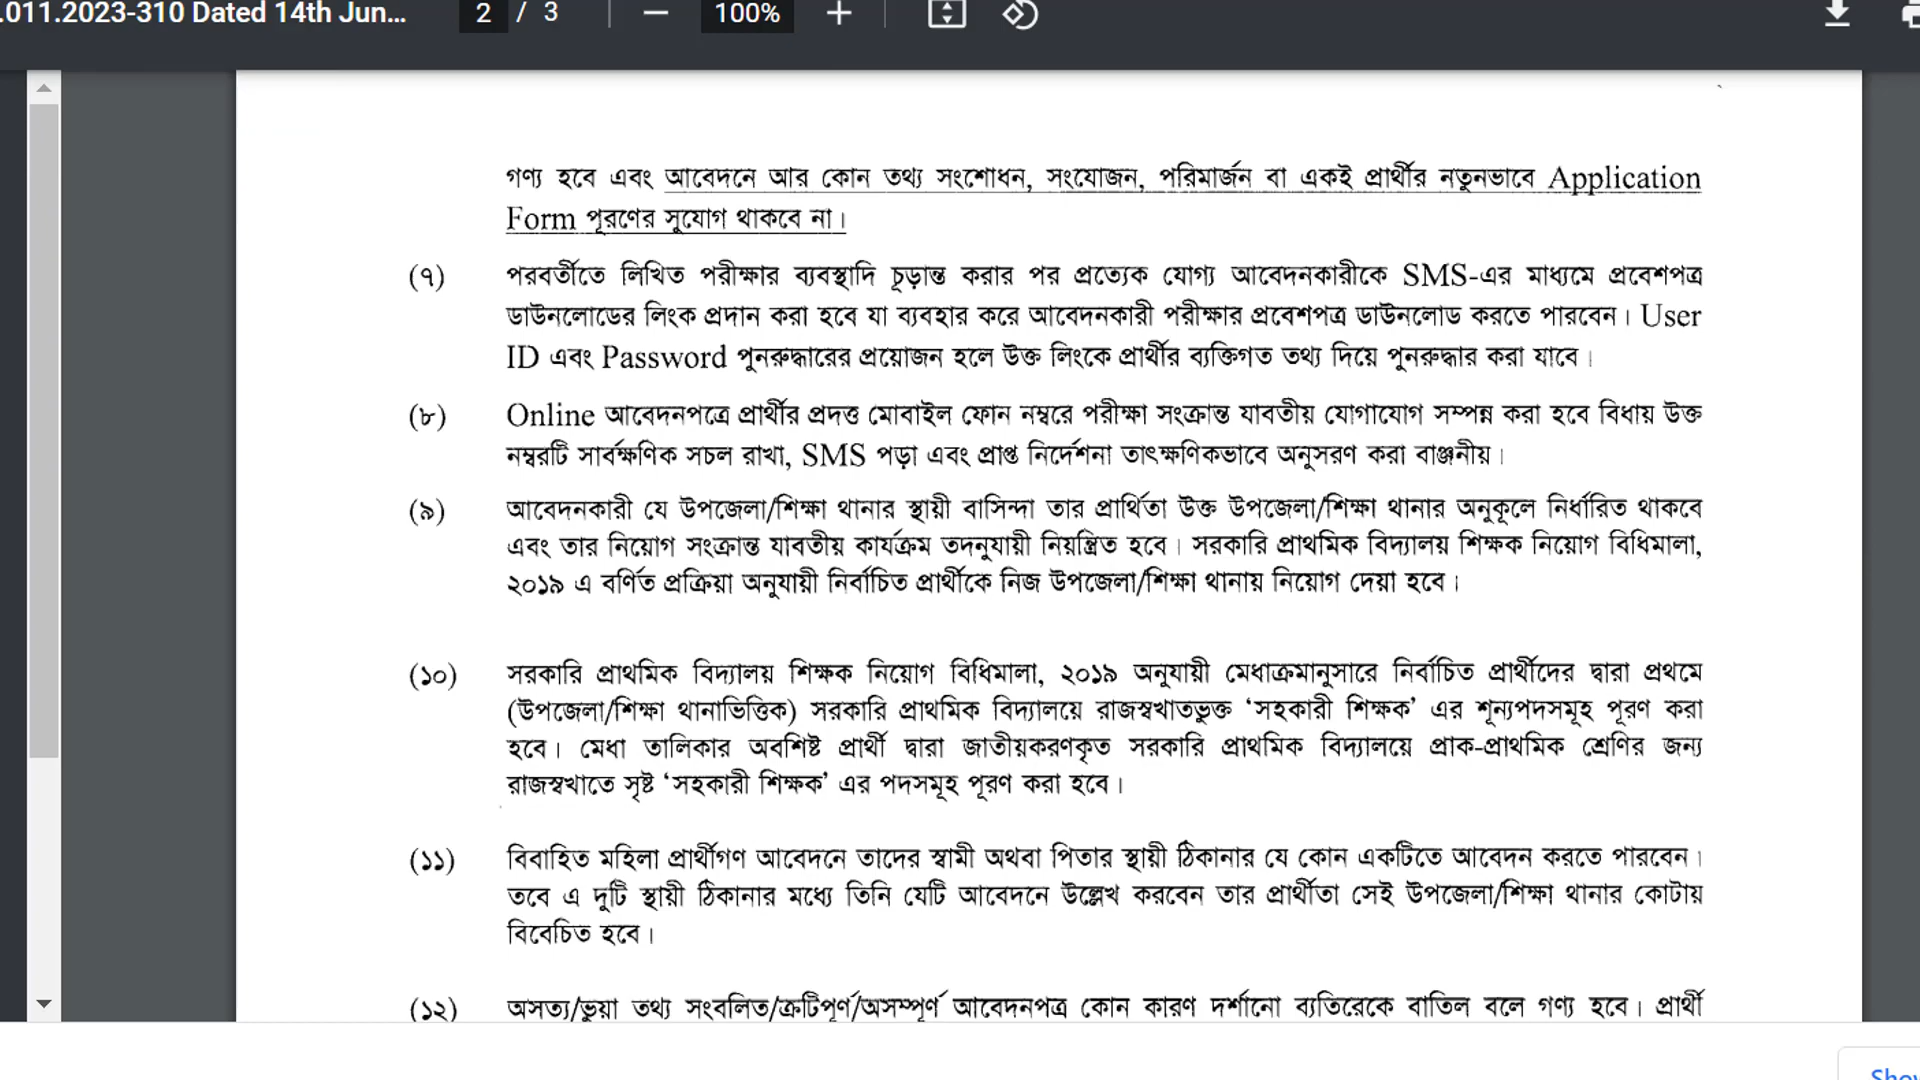 .011.2023-310 Dated 14th Jun... 2 / 3 100%
গণ্য হবে এবং আবেদনে আর কোন তথ্য সংশোধন, সংযোজন, পরিমার্জন বা একই প্রার্থীর নতুনভাবে Application
Form পূরণের সুযোগ থাকবে না।
(৭) পরবর্তীতে লিখিত পরীক্ষার ব্যবস্থাদি চূড়ান্ত করার পর প্রত্যেক যোগ্য আবেদনকারীকে SMS-এর মাধ্যমে প্রবেশপত্র
ডাউনলোডের লিংক প্রদান করা হবে যা ব্যবহার করে আবেদনকারী পরীক্ষার প্রবেশপত্র ডাউনলোড করতে পারবেন। User
ID এবং Password পুনরুদ্ধারের প্রয়োজন হলে উক্ত লিংকে প্রার্থীর ব্যক্তিগত তথ্য দিয়ে পুনরুদ্ধার করা যাবে।
(৮) Online আবেদনপত্রে প্রার্থীর প্রদত্ত মোবাইল ফোন নম্বরে পরীক্ষা সংক্রান্ত যাবতীয় যোগাযোগ সম্পন্ন করা হবে বিধায় উক্ত
নম্বরটি সার্বক্ষণিক সচল রাখা, SMS পড়া এবং প্রাপ্ত নির্দেশনা তাৎক্ষণিকভাবে অনুসরণ করা বাঞ্জনীয়।
(৯) আবেদনকারী যে উপজেলা/শিক্ষা থানার স্থায়ী বাসিন্দা তার প্রার্থিতা উক্ত উপজেলা/শিক্ষা থানার অনুকূলে নির্ধারিত থাকবে
এবং তার নিয়োগ সংক্রান্ত যাবতীয় কার্যক্রম তদনুযায়ী নিয়ন্ত্রিত হবে। সরকারি প্রাথমিক বিদ্যালয় শিক্ষক নিয়োগ বিধিমালা,
২০১৯ এ বর্ণিত প্রক্রিয়া অনুযায়ী নির্বাচিত প্রার্থীকে নিজ উপজেলা/শিক্ষা থানায় নিয়োগ দেয়া হবে।
(১০) সরকারি প্রাথমিক বিদ্যালয় শিক্ষক নিয়োগ বিধিমালা, ২০১৯ অনুযায়ী মেধাক্রমানুসারে নির্বাচিত প্রার্থীদের দ্বারা প্রথমে
(উপজেলা/শিক্ষা থানাভিত্তিক) সরকারি প্রাথমিক বিদ্যালয়ে রাজস্বখাতভুক্ত ‘সহকারী শিক্ষক’ এর শূন্যপদসমূহ পূরণ করা
হবে। মেধা তালিকার অবশিষ্ট প্রার্থী দ্বারা জাতীয়করণকৃত সরকারি প্রাথমিক বিদ্যালয়ে প্রাক-প্রাথমিক শ্রেণির জন্য
রাজস্বখাতে সৃষ্ট ‘সহকারী শিক্ষক’ এর পদসমূহ পূরণ করা হবে।
(১১) বিবাহিত মহিলা প্রার্থীগণ আবেদনে তাদের স্বামী অথবা পিতার স্থায়ী ঠিকানার যে কোন একটিতে আবেদন করতে পারবেন।
তবে এ দুটি স্থায়ী ঠিকানার মধ্যে তিনি যেটি আবেদনে উল্লেখ করবেন তার প্রার্থীতা সেই উপজেলা/শিক্ষা থানার কোটায়
বিবেচিত হবে।
(১২) অসত্য/ভুয়া তথ্য সংবলিত/ক্রটিপূর্ণ/অসম্পূর্ণ আবেদনপত্র কোন কারণ দর্শানো ব্যতিরেকে বাতিল বলে গণ্য হবে। প্রার্থী